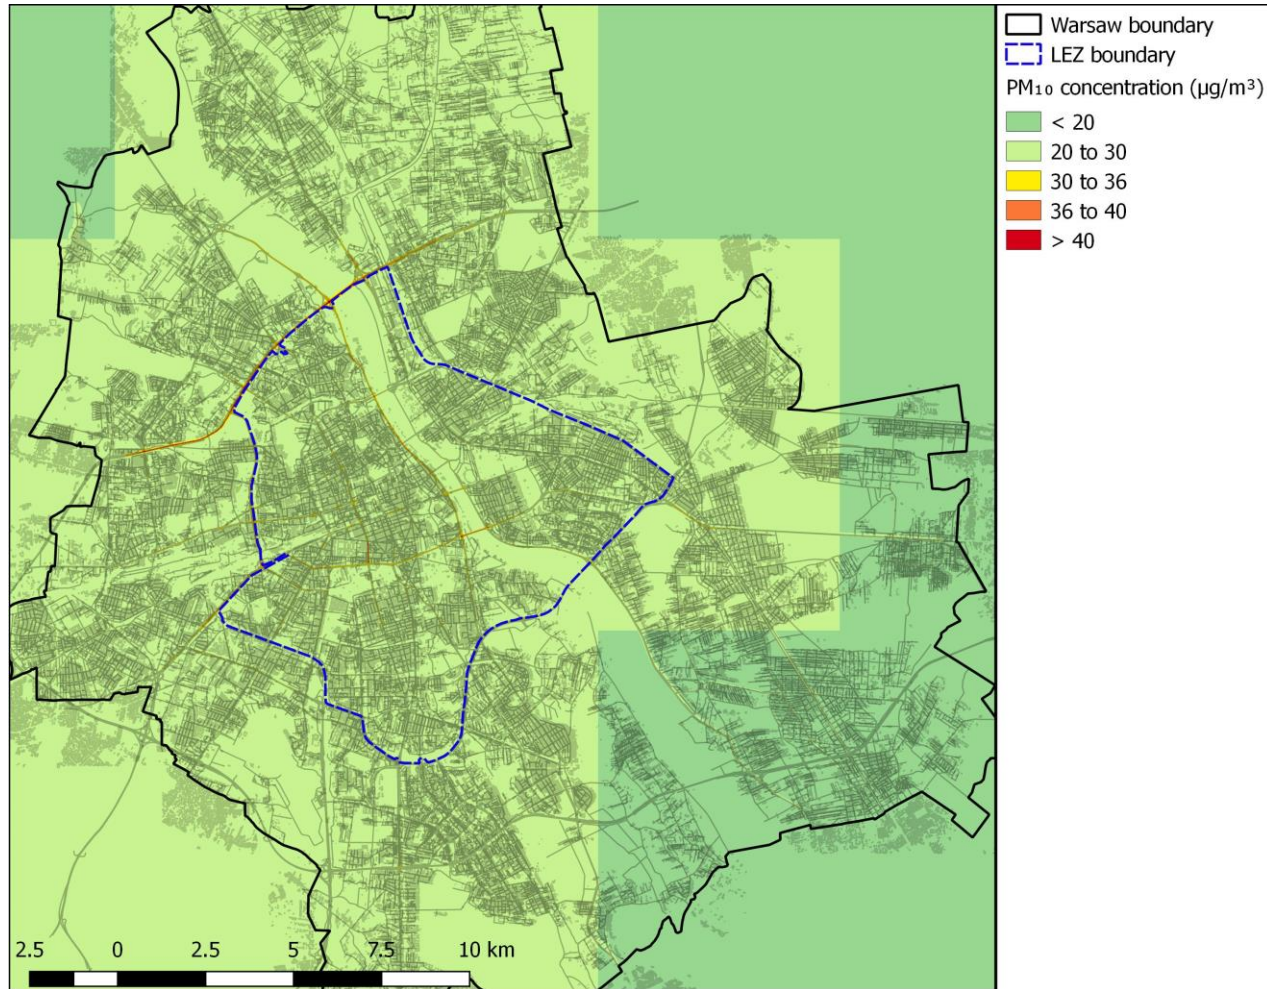 Warsaw boundary
LEZ boundary
PM₁₀ concentration (µg/m³)
< 20
20 to 30
30 to 36
36 to 40
> 40
2.5 0 2.5 5 7.5 10 km